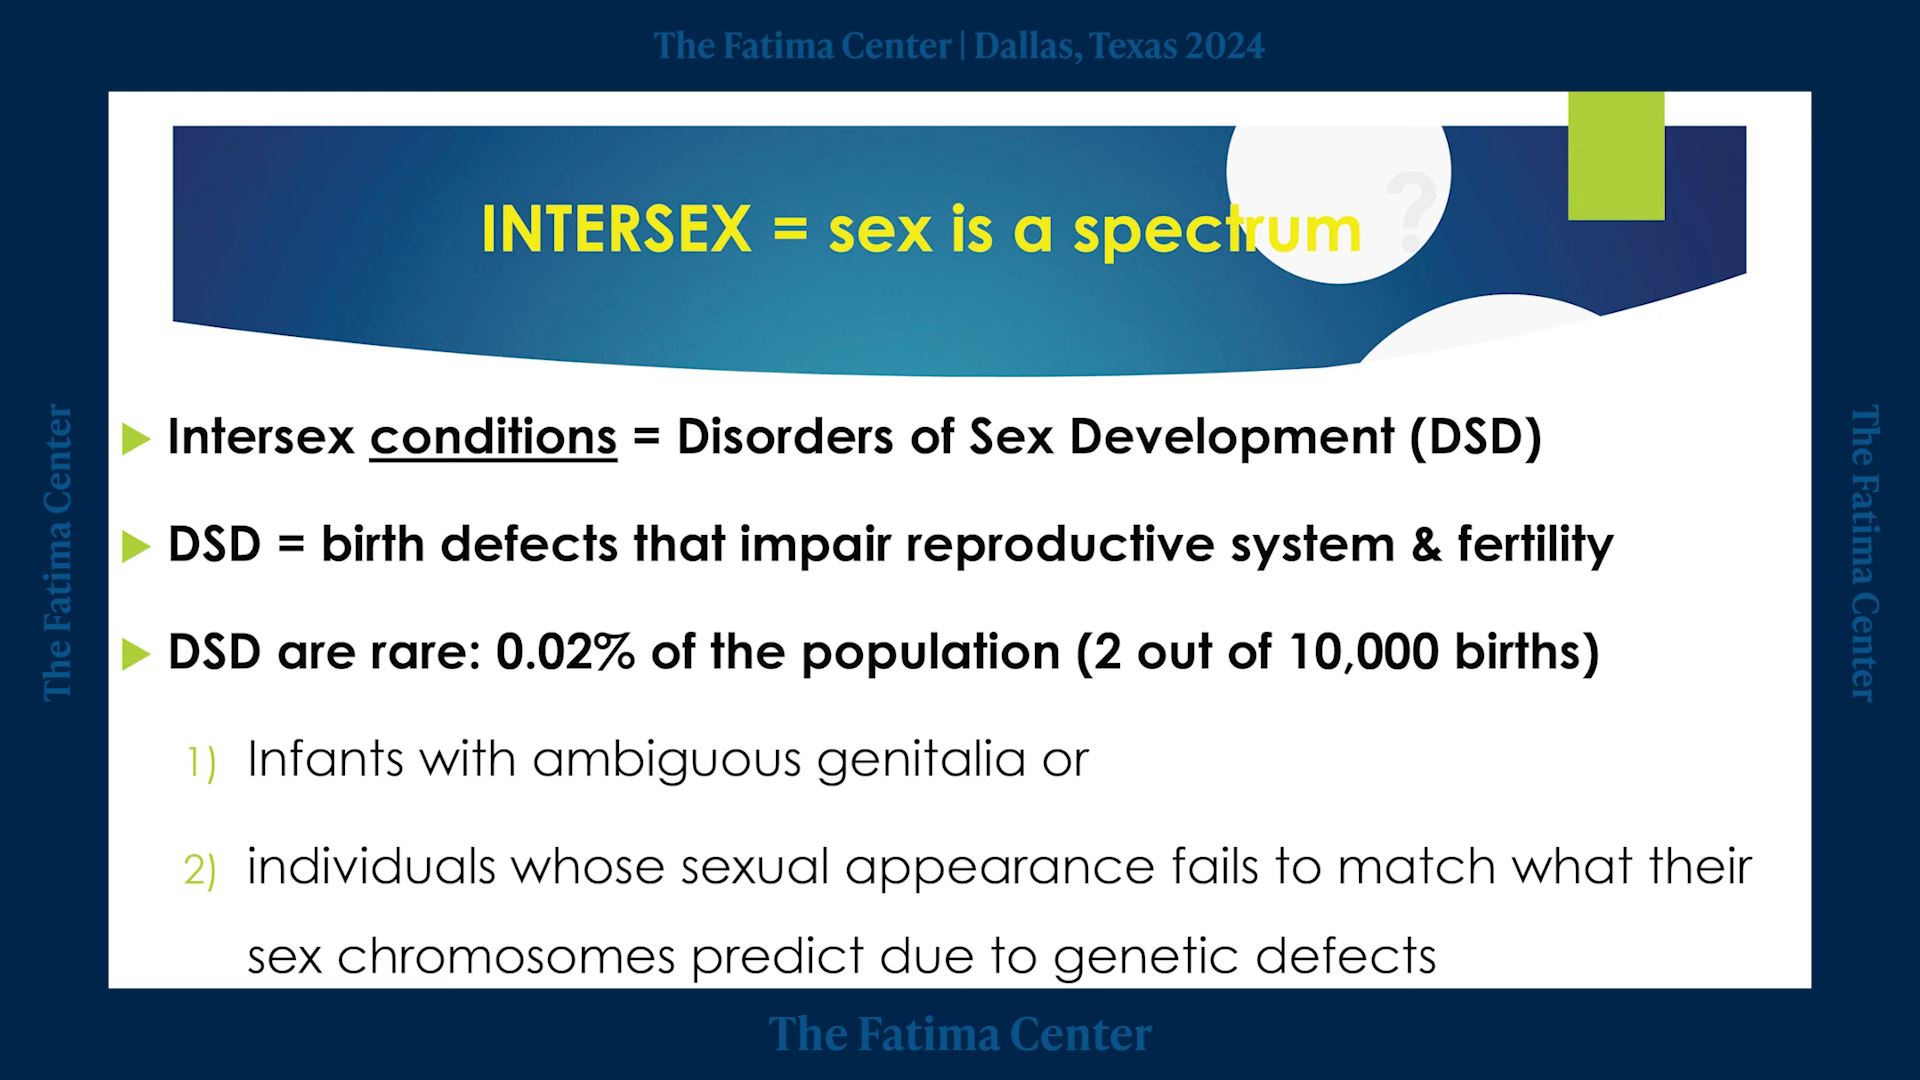 The Fatima Center | Dallas, Texas 2024
INTERSEX = sex is a spectrum ?
Intersex conditions = Disorders of Sex Development (DSD)
DSD = birth defects that impair reproductive system & fertility
DSD are rare: 0.02% of the population (2 out of 10,000 births)
1) Infants with ambiguous genitalia or
2) individuals whose sexual appearance fails to match what their
sex chromosomes predict due to genetic defects
The Fatima Center
The Fatima Center
The Fatima Center